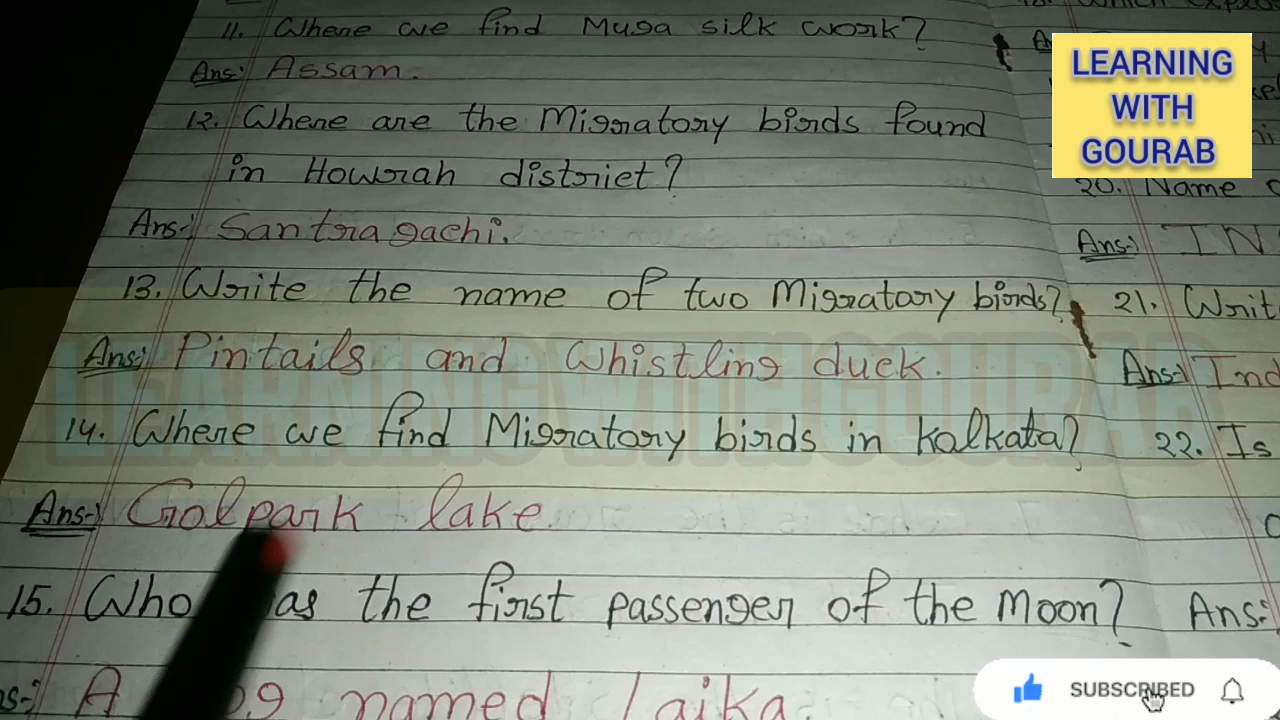 11. Where we find Muga silk work?
Ans:- Assam.
12. Where are the Migratory birds found
in Howrah district?
Ans:- Santragachi.
13. Write the name of two Migratory birds?
Ans:- Pintails and Whistling duck.
14. Where we find Migratory birds in kolkata?
Ans:- Golpark lake
15. Who as the first passenger of the Moon?
A named laika.
20. Name
Ans:- IN
21. Writ
Ans:- Ind
22. Is
Ans:-
LEARNING
WITH
GOURAB
SUBSCRIBED